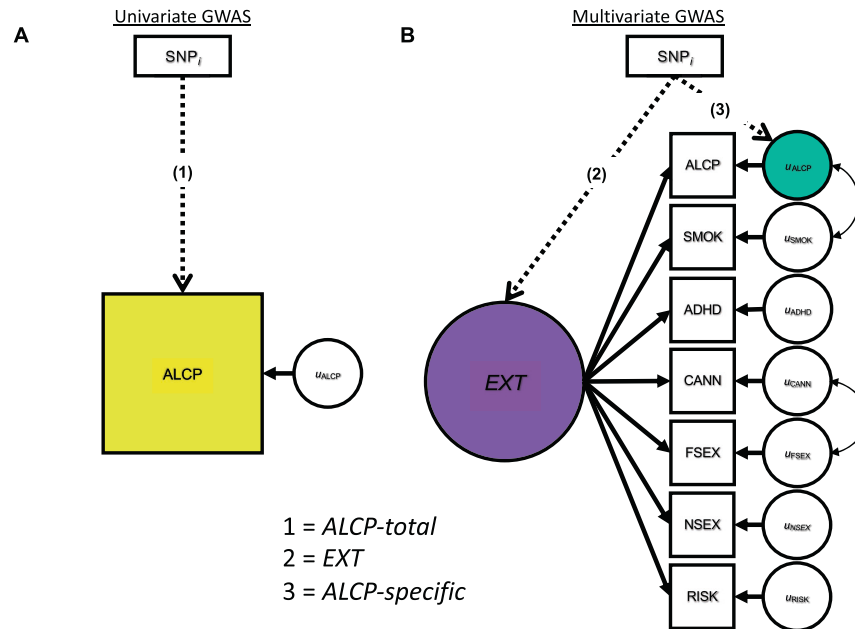 Univariate GWAS
A
SNPi
(1)
ALCP
uALCP
1 = ALCP-total
2 = EXT
3 = ALCP-specific
Multivariate GWAS
B
SNPi
(3)
(2)
EXT
ALCP
uALCP
SMOK
uSMOK
ADHD
uADHD
CANN
uCANN
FSEX
uFSEX
NSEX
uNSEX
RISK
uRISK